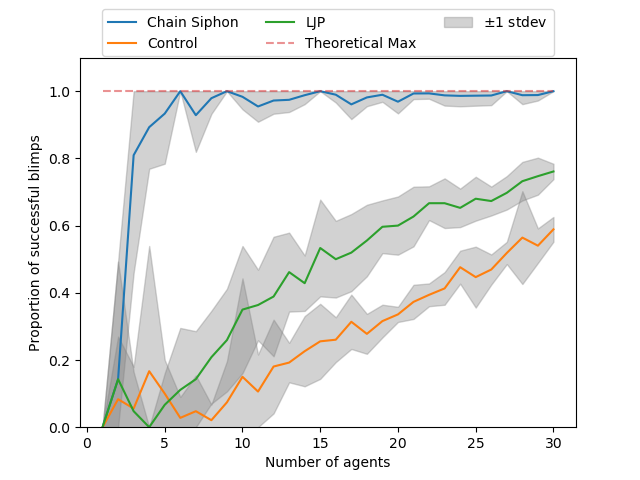 Chain Siphon LJP ±1 stdev
Control Theoretical Max
1.0
0.8
0.6
0.4
0.2
0.0
Proportion of successful blimps
0 5 10 15 20 25 30
Number of agents